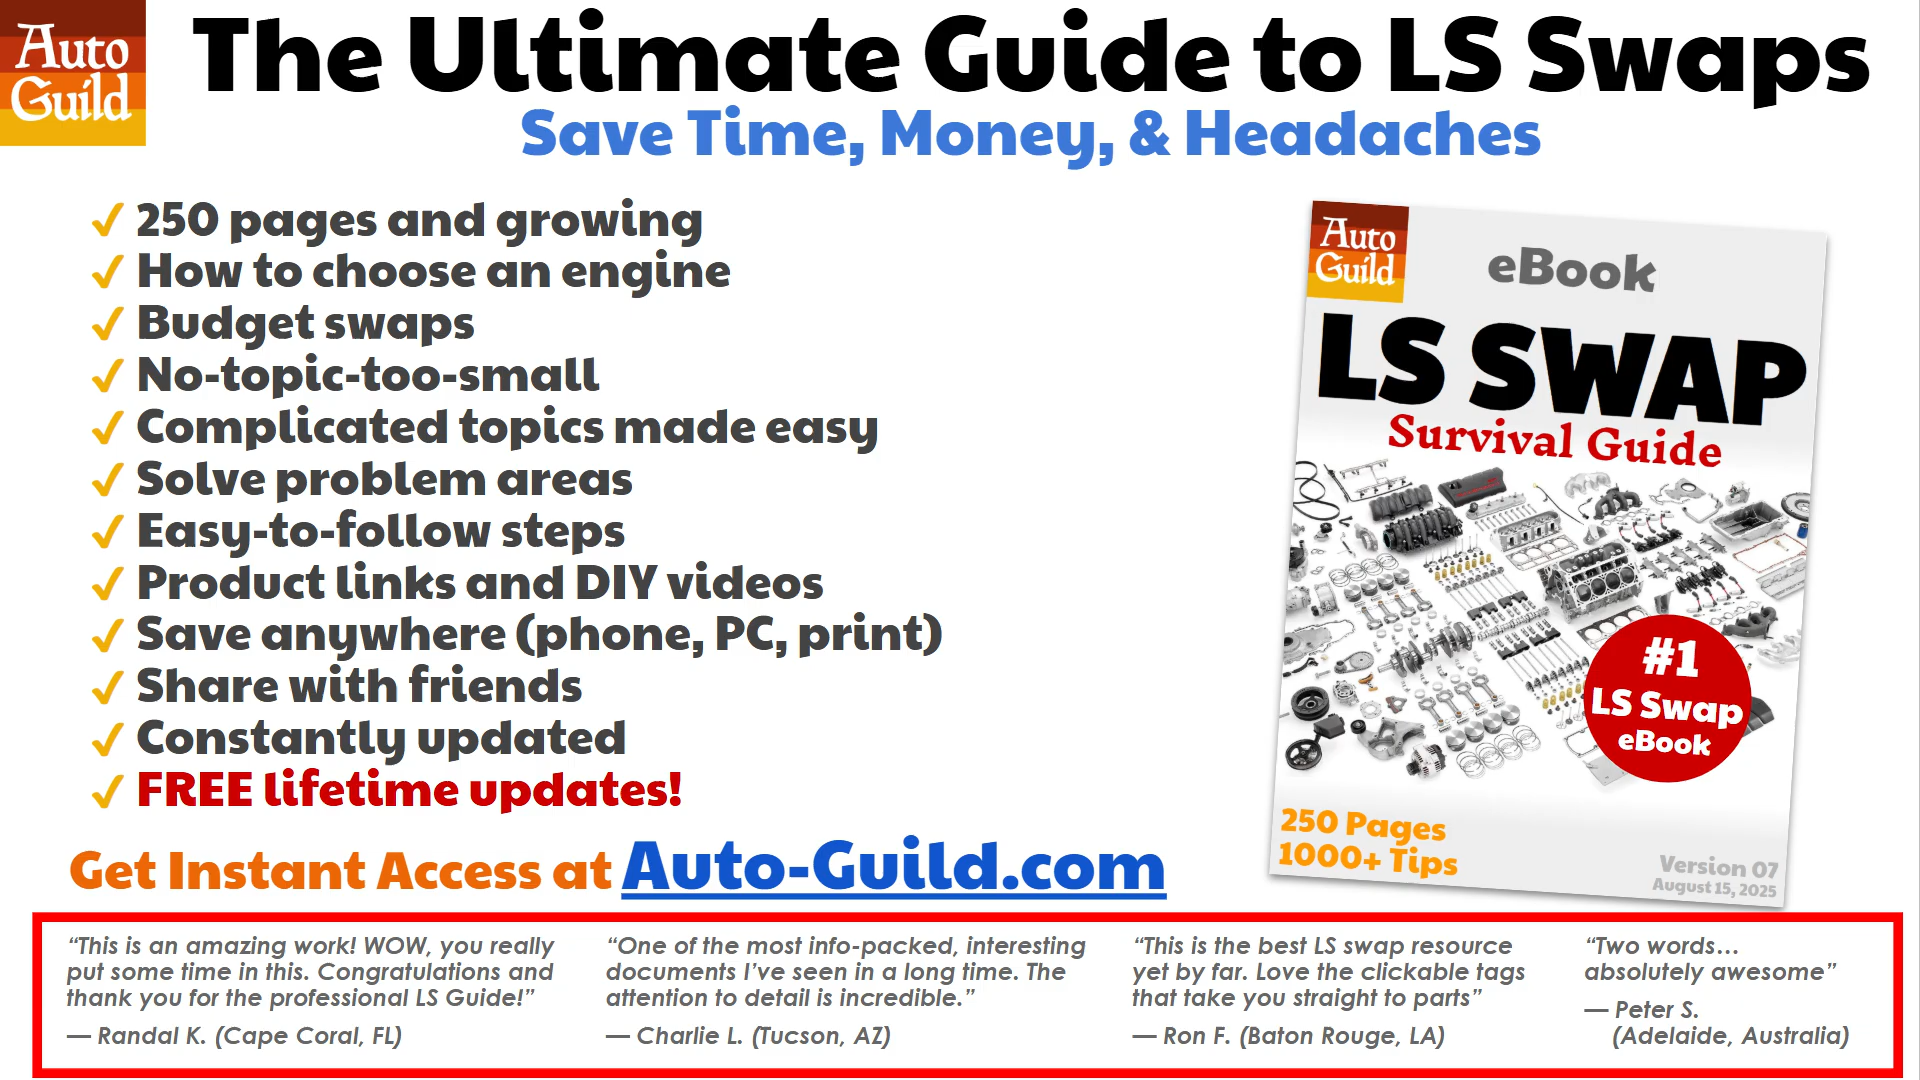 Auto
Guild
The Ultimate Guide to LS Swaps
Save Time, Money, & Headaches
✓ 250 pages and growing
✓ How to choose an engine
✓ Budget swaps
✓ No-topic-too-small
✓ Complicated topics made easy
✓ Solve problem areas
✓ Easy-to-follow steps
✓ Product links and DIY videos
✓ Save anywhere (phone, PC, print)
✓ Share with friends
✓ Constantly updated
✓ FREE lifetime updates!
Get Instant Access at Auto-Guild.com
Auto
Guild
eBook
LS SWAP
Survival Guide
#1
LS Swap
eBook
250 Pages
1000+ Tips
Version 07
August 15, 2025
“This is an amazing work! WOW, you really
put some time in this. Congratulations and
thank you for the professional LS Guide!”
— Randal K. (Cape Coral, FL)
“One of the most info-packed, interesting
documents I’ve seen in a long time. The
attention to detail is incredible.”
— Charlie L. (Tucson, AZ)
“This is the best LS swap resource
yet by far. Love the clickable tags
that take you straight to parts”
— Ron F. (Baton Rouge, LA)
“Two words…
absolutely awesome”
— Peter S.
(Adelaide, Australia)